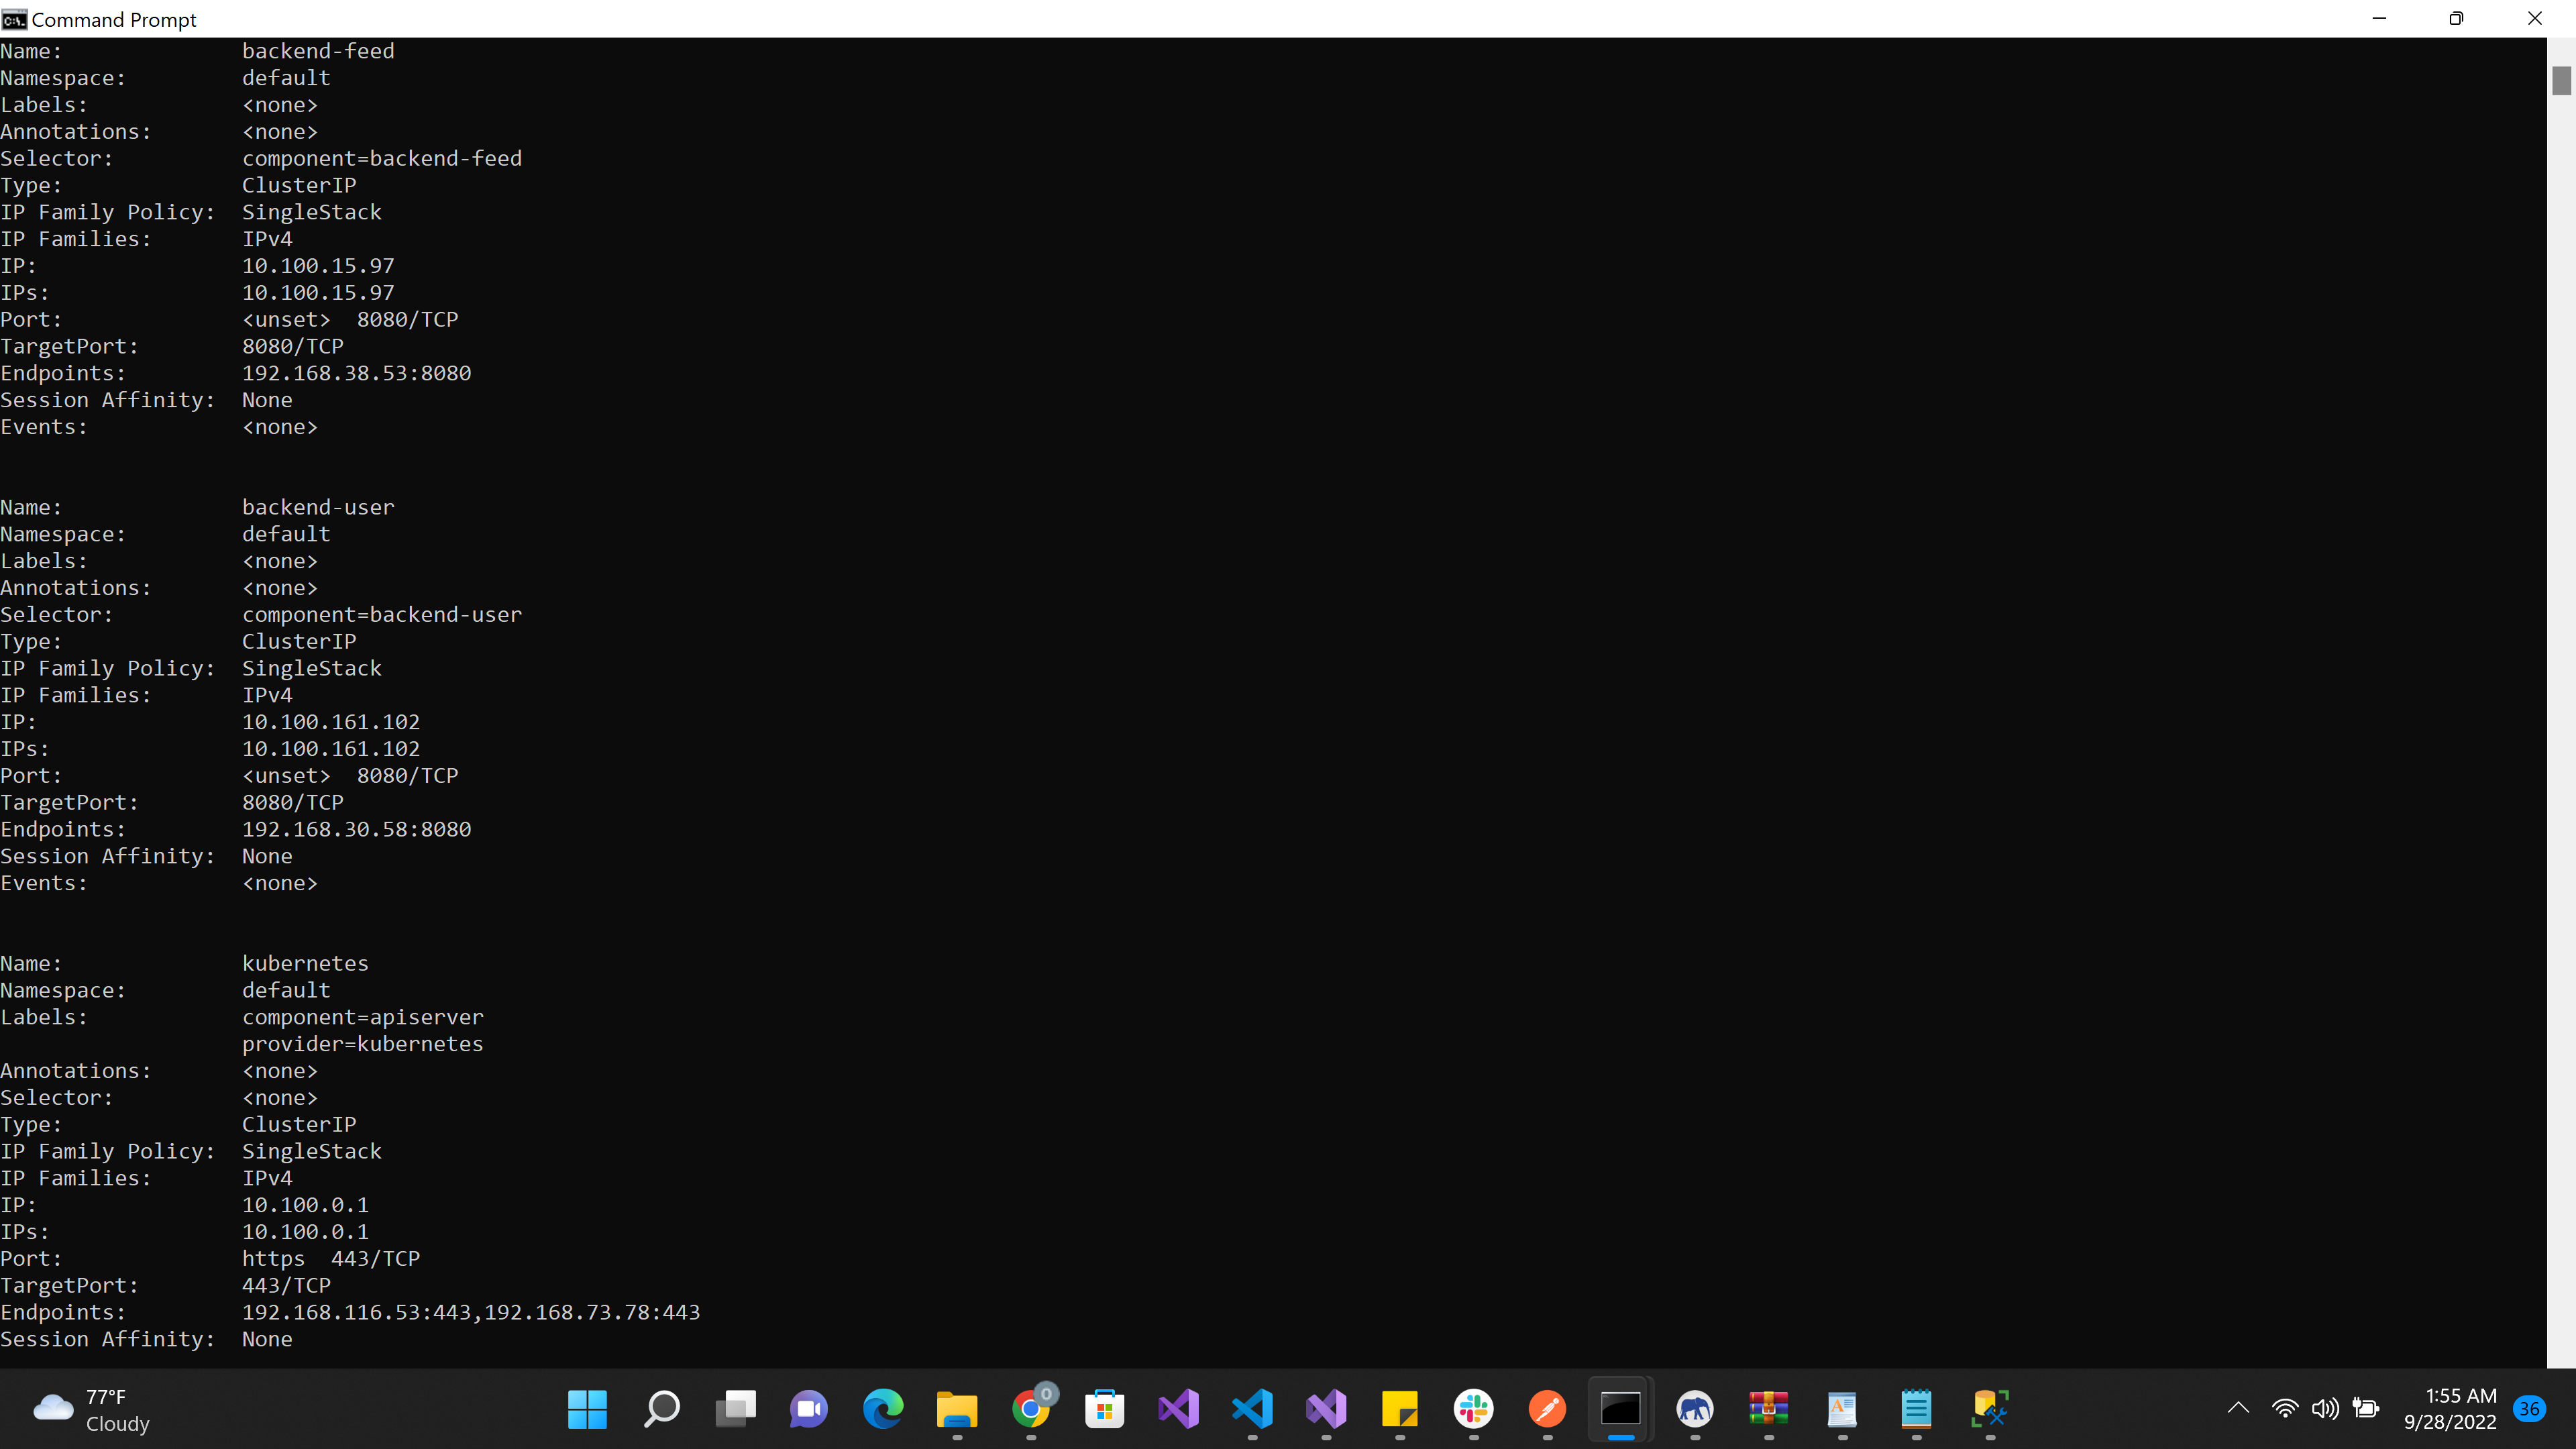 Command Prompt
Name:              backend-feed
Namespace:         default
Labels:            <none>
Annotations:       <none>
Selector:          component=backend-feed
Type:              ClusterIP
IP Family Policy:  SingleStack
IP Families:       IPv4
IP:                10.100.15.97
IPs:               10.100.15.97
Port:              <unset>  8080/TCP
TargetPort:        8080/TCP
Endpoints:         192.168.38.53:8080
Session Affinity:  None
Events:            <none>
Name:              backend-user
Namespace:         default
Labels:            <none>
Annotations:       <none>
Selector:          component=backend-user
Type:              ClusterIP
IP Family Policy:  SingleStack
IP Families:       IPv4
IP:                10.100.161.102
IPs:               10.100.161.102
Port:              <unset>  8080/TCP
TargetPort:        8080/TCP
Endpoints:         192.168.30.58:8080
Session Affinity:  None
Events:            <none>
Name:              kubernetes
Namespace:         default
Labels:            component=apiserver
                   provider=kubernetes
Annotations:       <none>
Selector:          <none>
Type:              ClusterIP
IP Family Policy:  SingleStack
IP Families:       IPv4
IP:                10.100.0.1
IPs:               10.100.0.1
Port:              https  443/TCP
TargetPort:        443/TCP
Endpoints:         192.168.116.53:443,192.168.73.78:443
Session Affinity:  None
77°F
Cloudy
0
1:55 AM
9/28/2022
36